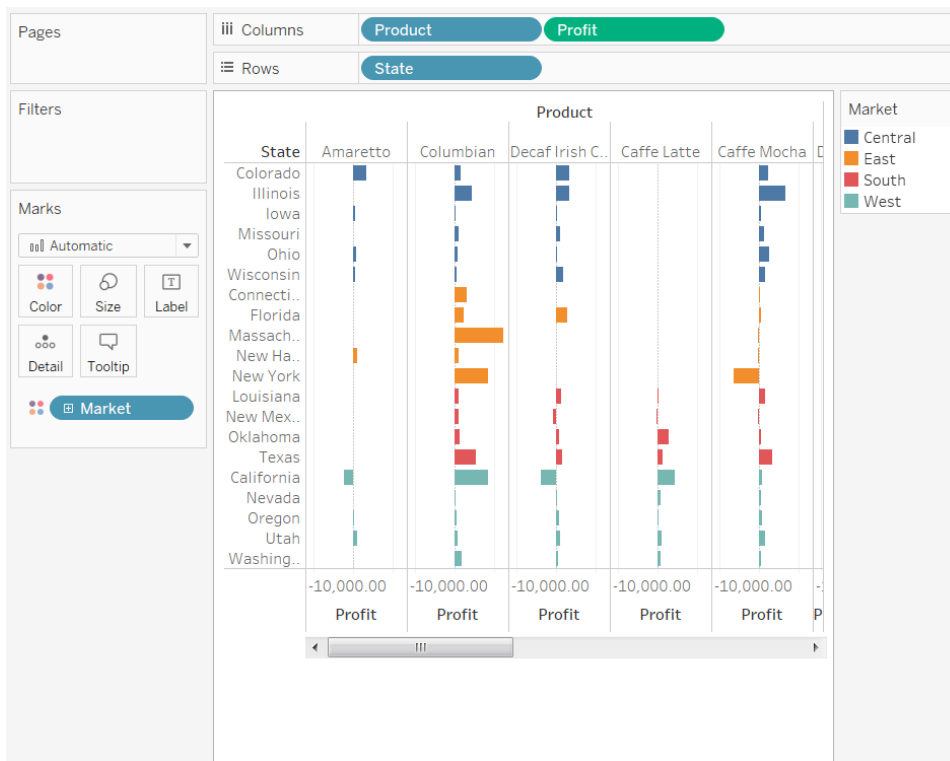 Pages
Columns
Product
Profit
Rows
State
Filters
Marks
Automatic
Color
Size
T
Label
Detail
Tooltip
Market
Product
State
Amaretto
Columbian
Decaf Irish C..
Caffe Latte
Caffe Mocha
Colorado
Illinois
Iowa
Missouri
Ohio
Wisconsin
Connecti..
Florida
Massach..
New Ha..
New York
Louisiana
New Mex..
Oklahoma
Texas
California
Nevada
Oregon
Utah
Washing..
-10,000.00 -10,000.00 -10,000.00 -10,000.00 -10,000.00
Profit Profit Profit Profit Profit P
Market
Central
East
South
West